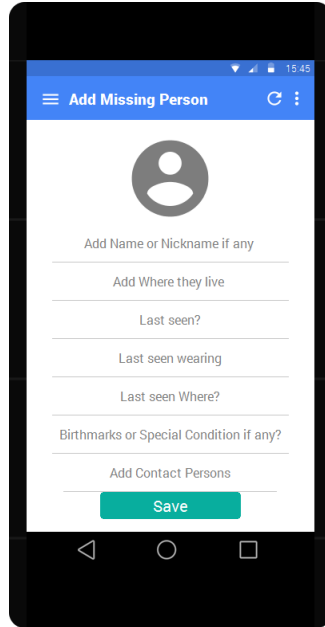 15:45
Add Missing Person
Add Name or Nickname if any
Add Where they live
Last seen?
Last seen wearing
Last seen Where?
Birthmarks or Special Condition if any?
Add Contact Persons
Save